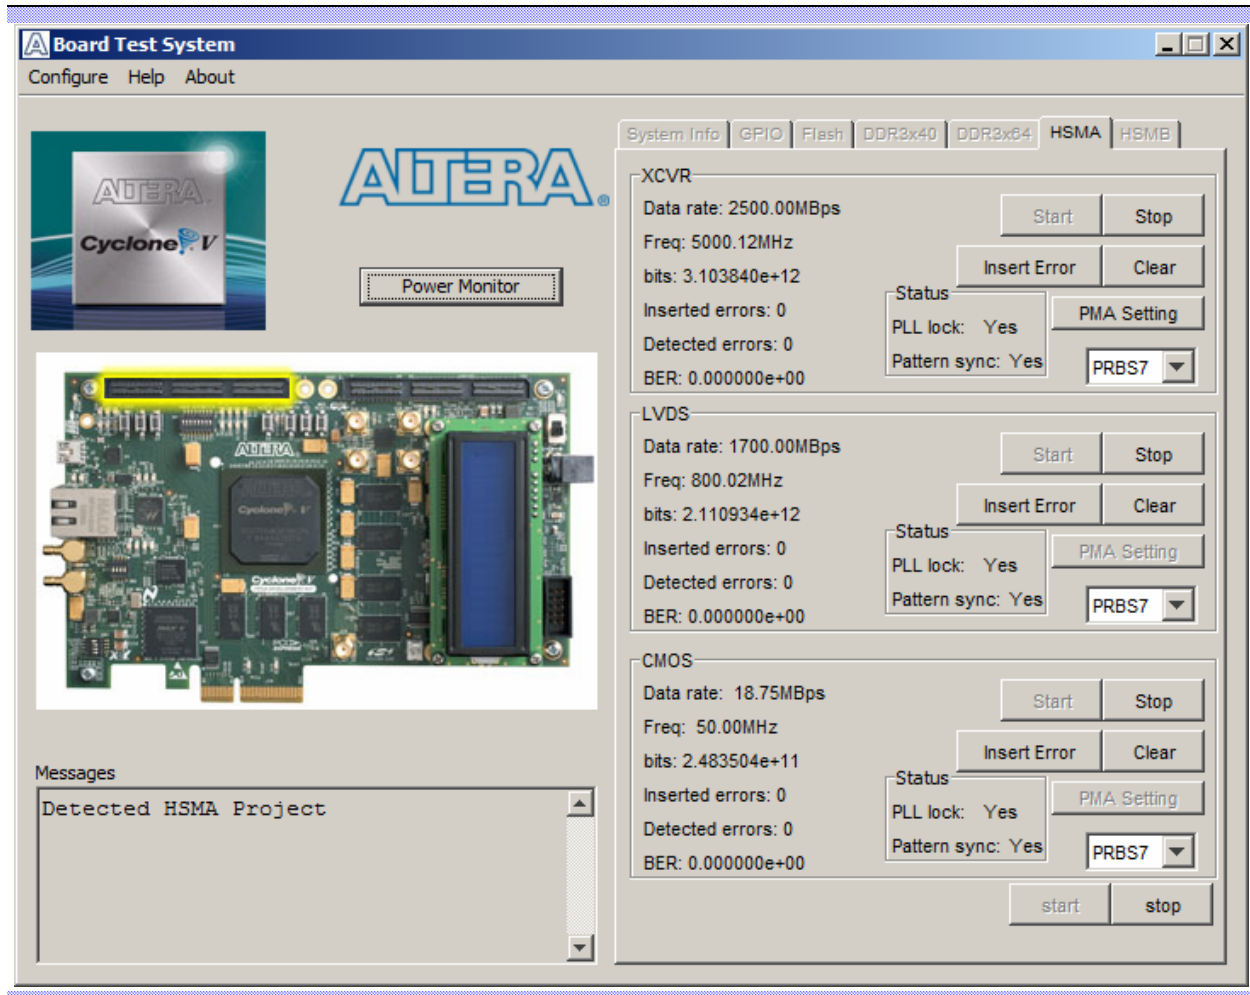 Board Test System
Configure Help About
ALTERA
Cyclone V
ALTERA®
Power Monitor
ALTERA
Cyclone V
Cyclone V
Messages
Detected HSMA Project
System Info GPIO Flash DDR3x40 DDR3x64 HSMA HSMB
XCVR
Data rate: 2500.00MBps
Start Stop
Freq: 5000.12MHz
Insert Error Clear
bits: 3.103840e+12
Status
Inserted errors: 0
PLL lock: Yes
PMA Setting
Detected errors: 0
Pattern sync: Yes
PRBS7
BER: 0.000000e+00
LVDS
Data rate: 1700.00MBps
Start Stop
Freq: 800.02MHz
Insert Error Clear
bits: 2.110934e+12
Status
Inserted errors: 0
PLL lock: Yes
PMA Setting
Detected errors: 0
Pattern sync: Yes
PRBS7
BER: 0.000000e+00
CMOS
Data rate: 18.75MBps
Start Stop
Freq: 50.00MHz
Insert Error Clear
bits: 2.483504e+11
Status
Inserted errors: 0
PLL lock: Yes
PMA Setting
Detected errors: 0
Pattern sync: Yes
PRBS7
BER: 0.000000e+00
start stop